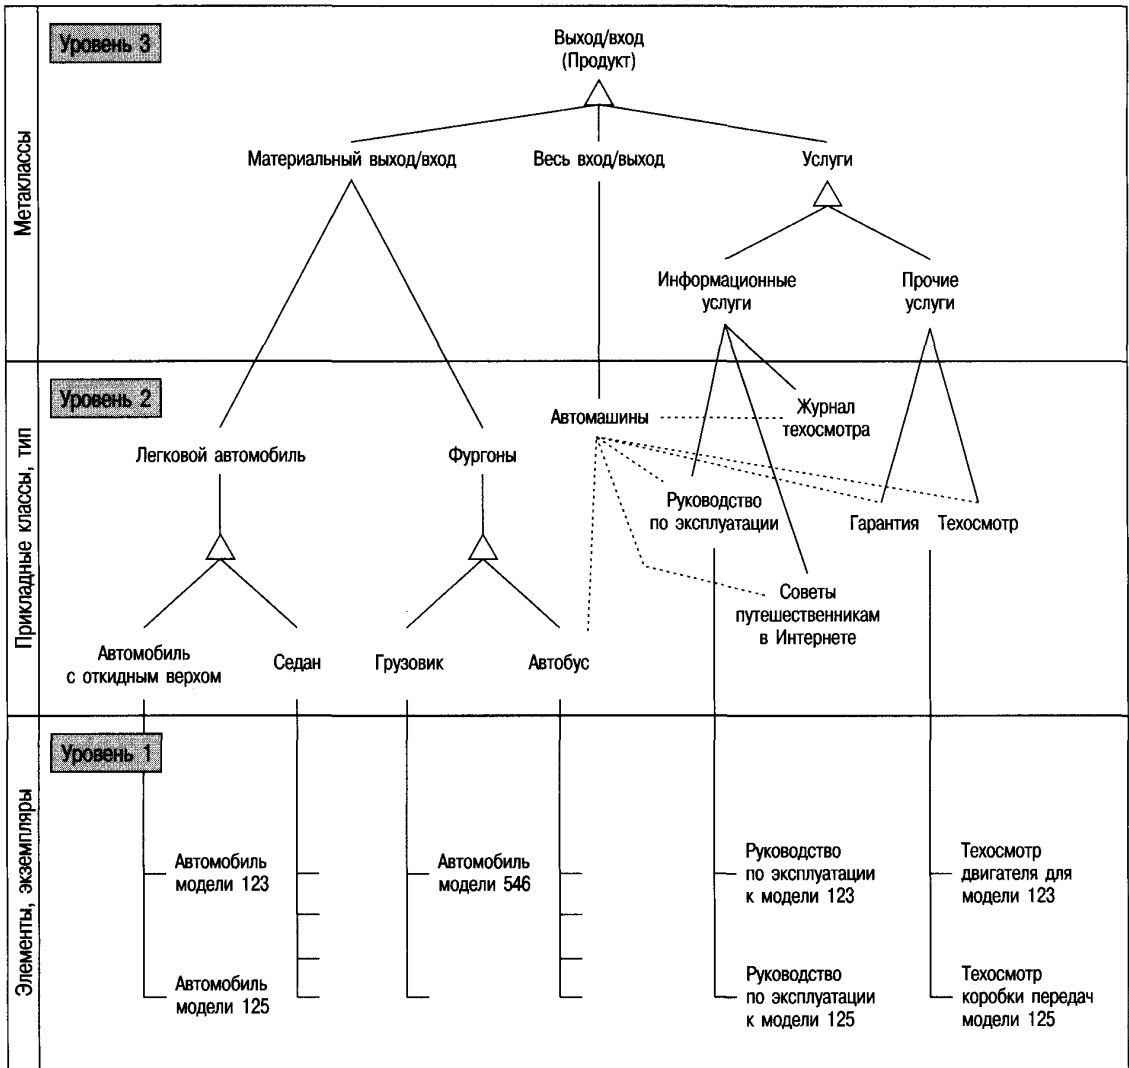 Уровень 3
Выход/вход
(Продукт)
Материальный выход/вход
Весь вход/выход
Услуги
Информационные
услуги
Прочие
услуги
Метаклассы
Уровень 2
Автомашины
Журнал
техосмотра
Легковой автомобиль
Фургоны
Руководство
по эксплуатации
Гарантия
Техосмотр
Советы
путешественникам
в Интернете
Автомобиль
с откидным верхом
Седан
Грузовик
Автобус
Прикладные классы, тип
Уровень 1
Автомобиль
модели 123
Автомобиль
модели 546
Руководство
по эксплуатации
к модели 123
Техосмотр
двигателя для
модели 123
Автомобиль
модели 125
Руководство
по эксплуатации
к модели 125
Техосмотр
коробки передач
модели 125
Элементы, экземпляры